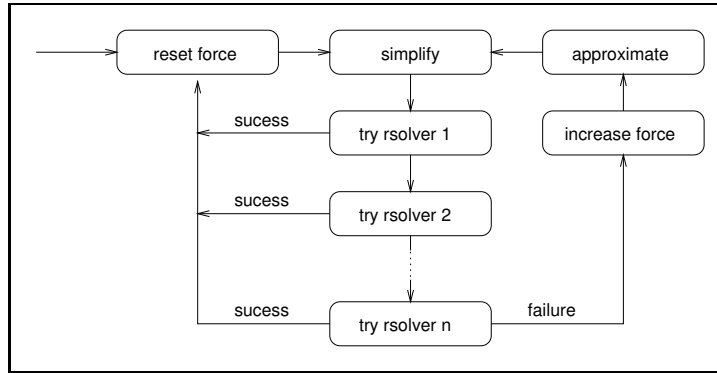 reset force
simplify
approximate
sucess
try rsolver 1
increase force
sucess
try rsolver 2
sucess
try rsolver n
failure